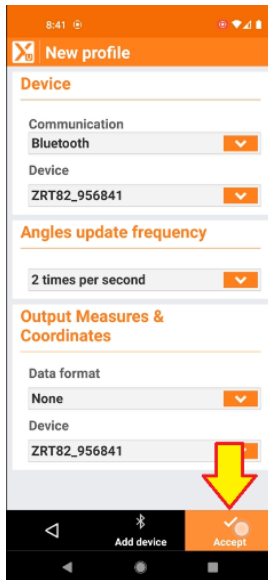 8:41
New profile
Device
Communication
Bluetooth
Device
ZRT82_956841
Angles update frequency
2 times per second
Output Measures &
Coordinates
Data format
None
Device
ZRT82_956841
Add device
Accept